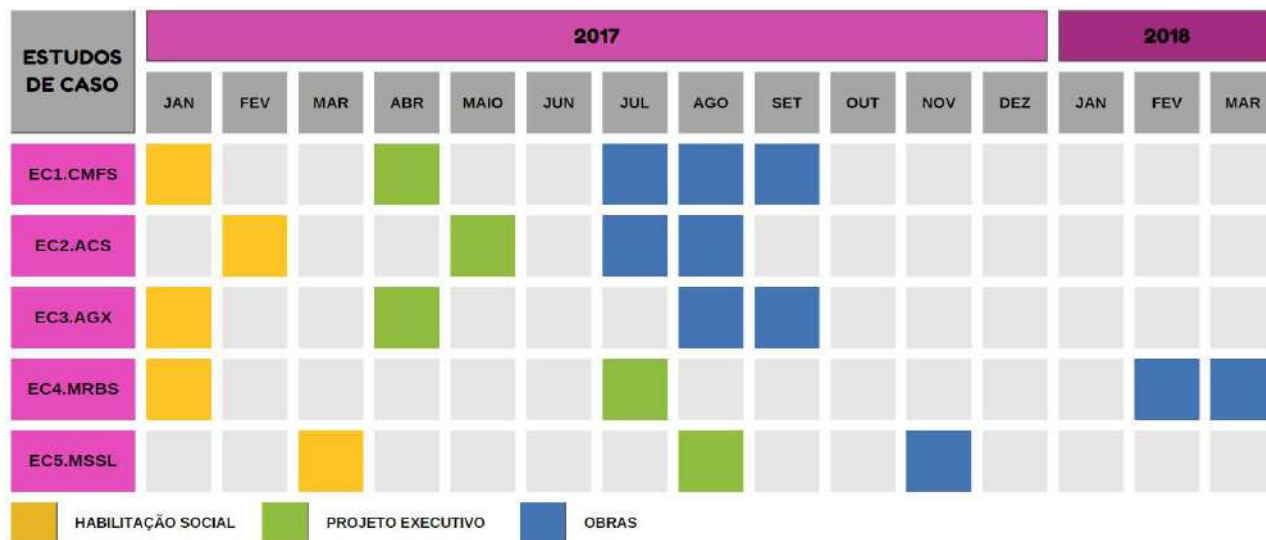 ESTUDOS
DE CASO
2017
2018
JAN FEV MAR ABR MAIO JUN JUL AGO SET OUT NOV DEZ JAN FEV MAR
EC1.CMFS
EC2.ACS
EC3.AGX
EC4.MRBS
EC5.MSSL
HABILITAÇÃO SOCIAL PROJETO EXECUTIVO OBRAS